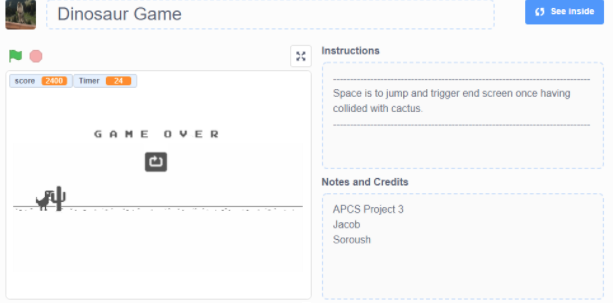 Dinosaur Game
See inside
Instructions
score 2400 Timer 24
Space is to jump and trigger end screen once having
collided with cactus.
GAME OVER
Notes and Credits
APCS Project 3
Jacob
Soroush